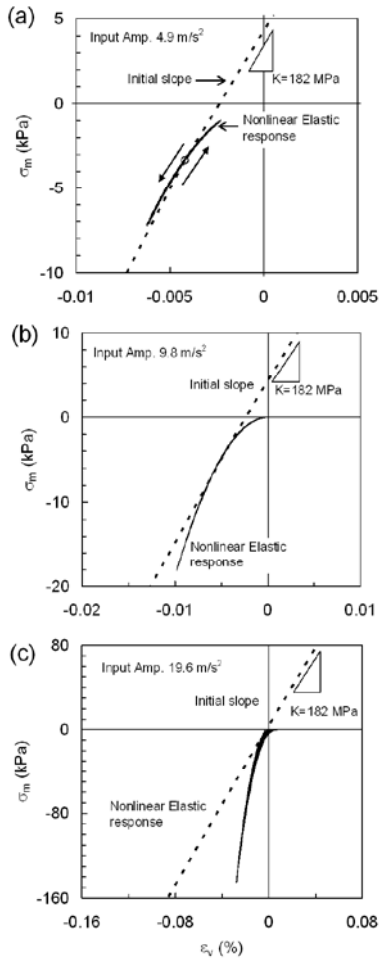 (a)
5
Input Amp. 4.9 m/s²
Initial slope
K=182 MPa
0
Nonlinear Elastic
response
σm (kPa)
-5
-10
-0.01 -0.005 0 0.005
(b)
10
Input Amp. 9.8 m/s²
Initial slope
K=182 MPa
0
σm (kPa)
-10
Nonlinear Elastic
response
-20
-0.02 -0.01 0 0.01
(c)
80
Input Amp. 19.6 m/s²
Initial slope
K=182 MPa
0
σm (kPa)
Nonlinear Elastic
response
-80
-160
-0.16 -0.08 0 0.08
εv (%)